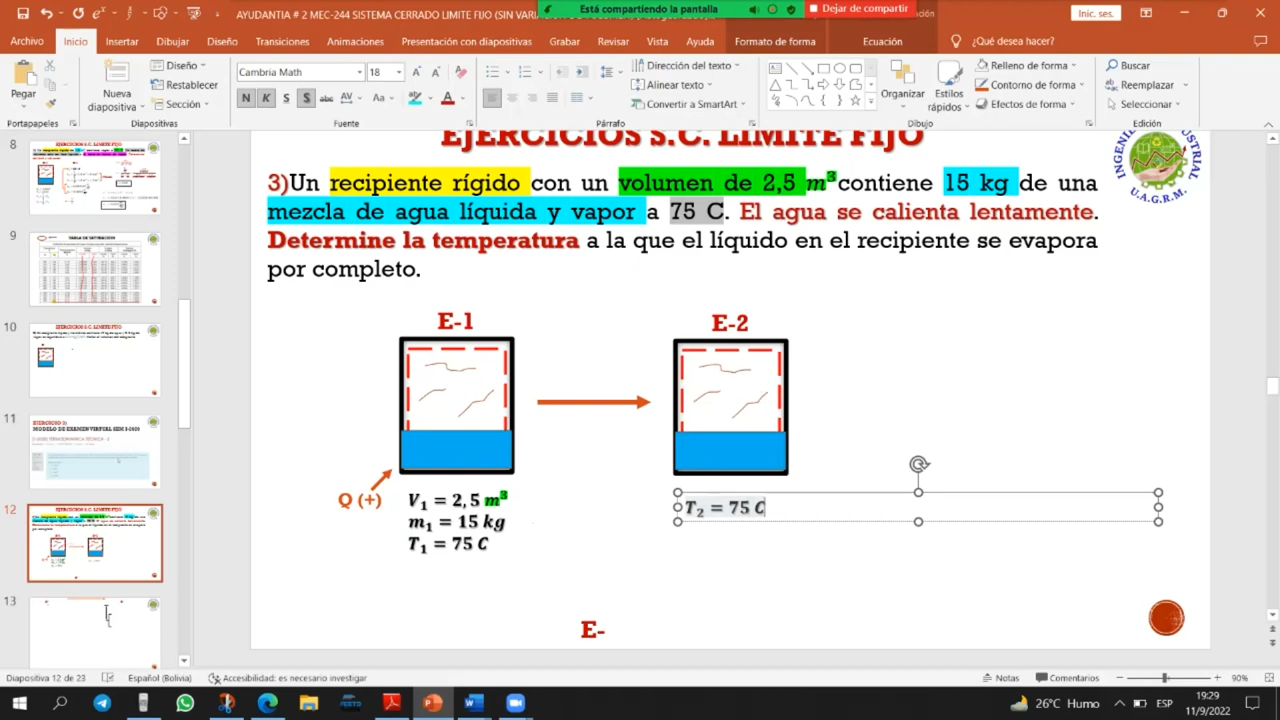 AYUDANTIA # 2 MEC-244 SISTEMA CERRADO LIMITE FIJO (SIN
Está compartiendo la pantalla
Dejar de compartir
Inic. ses.
Archivo Inicio Insertar Dibujar Diseño Transiciones Animaciones Presentación con diapositivas Grabar Revisar Vista Ayuda Formato de forma Ecuación ¿Qué desea hacer?
Pegar
Nueva diapositiva
Diseño
Restablecer
Sección
Cambria Math 18
N K S S abc AV Aa A
Dirección del texto
Alinear texto
Convertir a SmartArt
Organizar
Estilos rápidos
Relleno de forma
Contorno de forma
Efectos de forma
Buscar
Reemplazar
Seleccionar
Portapapeles Diapositivas Fuente Párrafo Dibujo Edición
8
9
10
11
12
13
EJERCICIOS S.C. LIMITE FIJO
U.A.G.R.M.
3)Un recipiente rígido con un volumen de 2,5 m³contiene 15 kg de una
mezcla de agua líquida y vapor a 75 C. El agua se calienta lentamente.
Determine la temperatura a la que el líquido en el recipiente se evapora
por completo.
E-1
E-2
Q (+)
V₁ = 2,5 m³
m₁ = 15 kg
T₁ = 75 C
T₂ = 75 C
E-
Diapositiva 12 de 23 Español (Bolivia) Accesibilidad: es necesario investigar Notas Comentarios 90%
26°C Humo ESP 19:29
11/9/2022